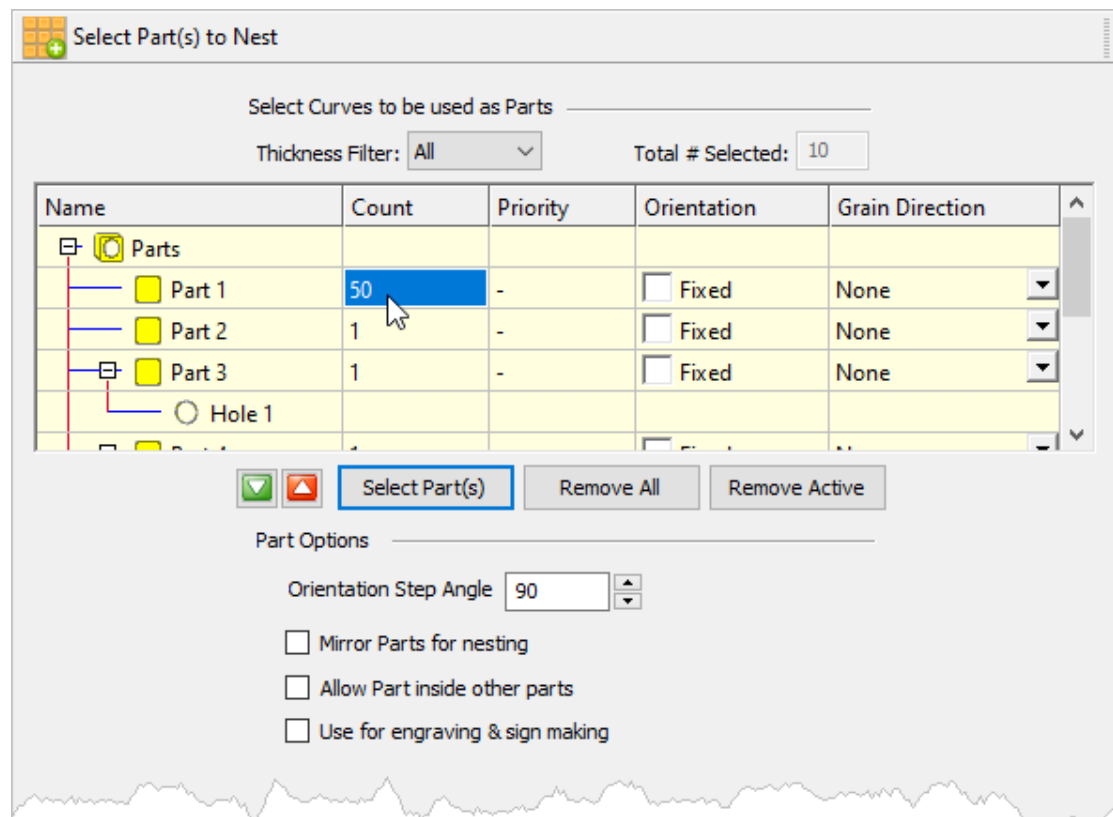 Select Part(s) to Nest
Select Curves to be used as Parts
Thickness Filter: All Total # Selected: 10
Name Count Priority Orientation Grain Direction
Parts
Part 1 50 - Fixed None
Part 2 1 - Fixed None
Part 3 1 - Fixed None
Hole 1
Select Part(s) Remove All Remove Active
Part Options
Orientation Step Angle 90
Mirror Parts for nesting
Allow Part inside other parts
Use for engraving & sign making